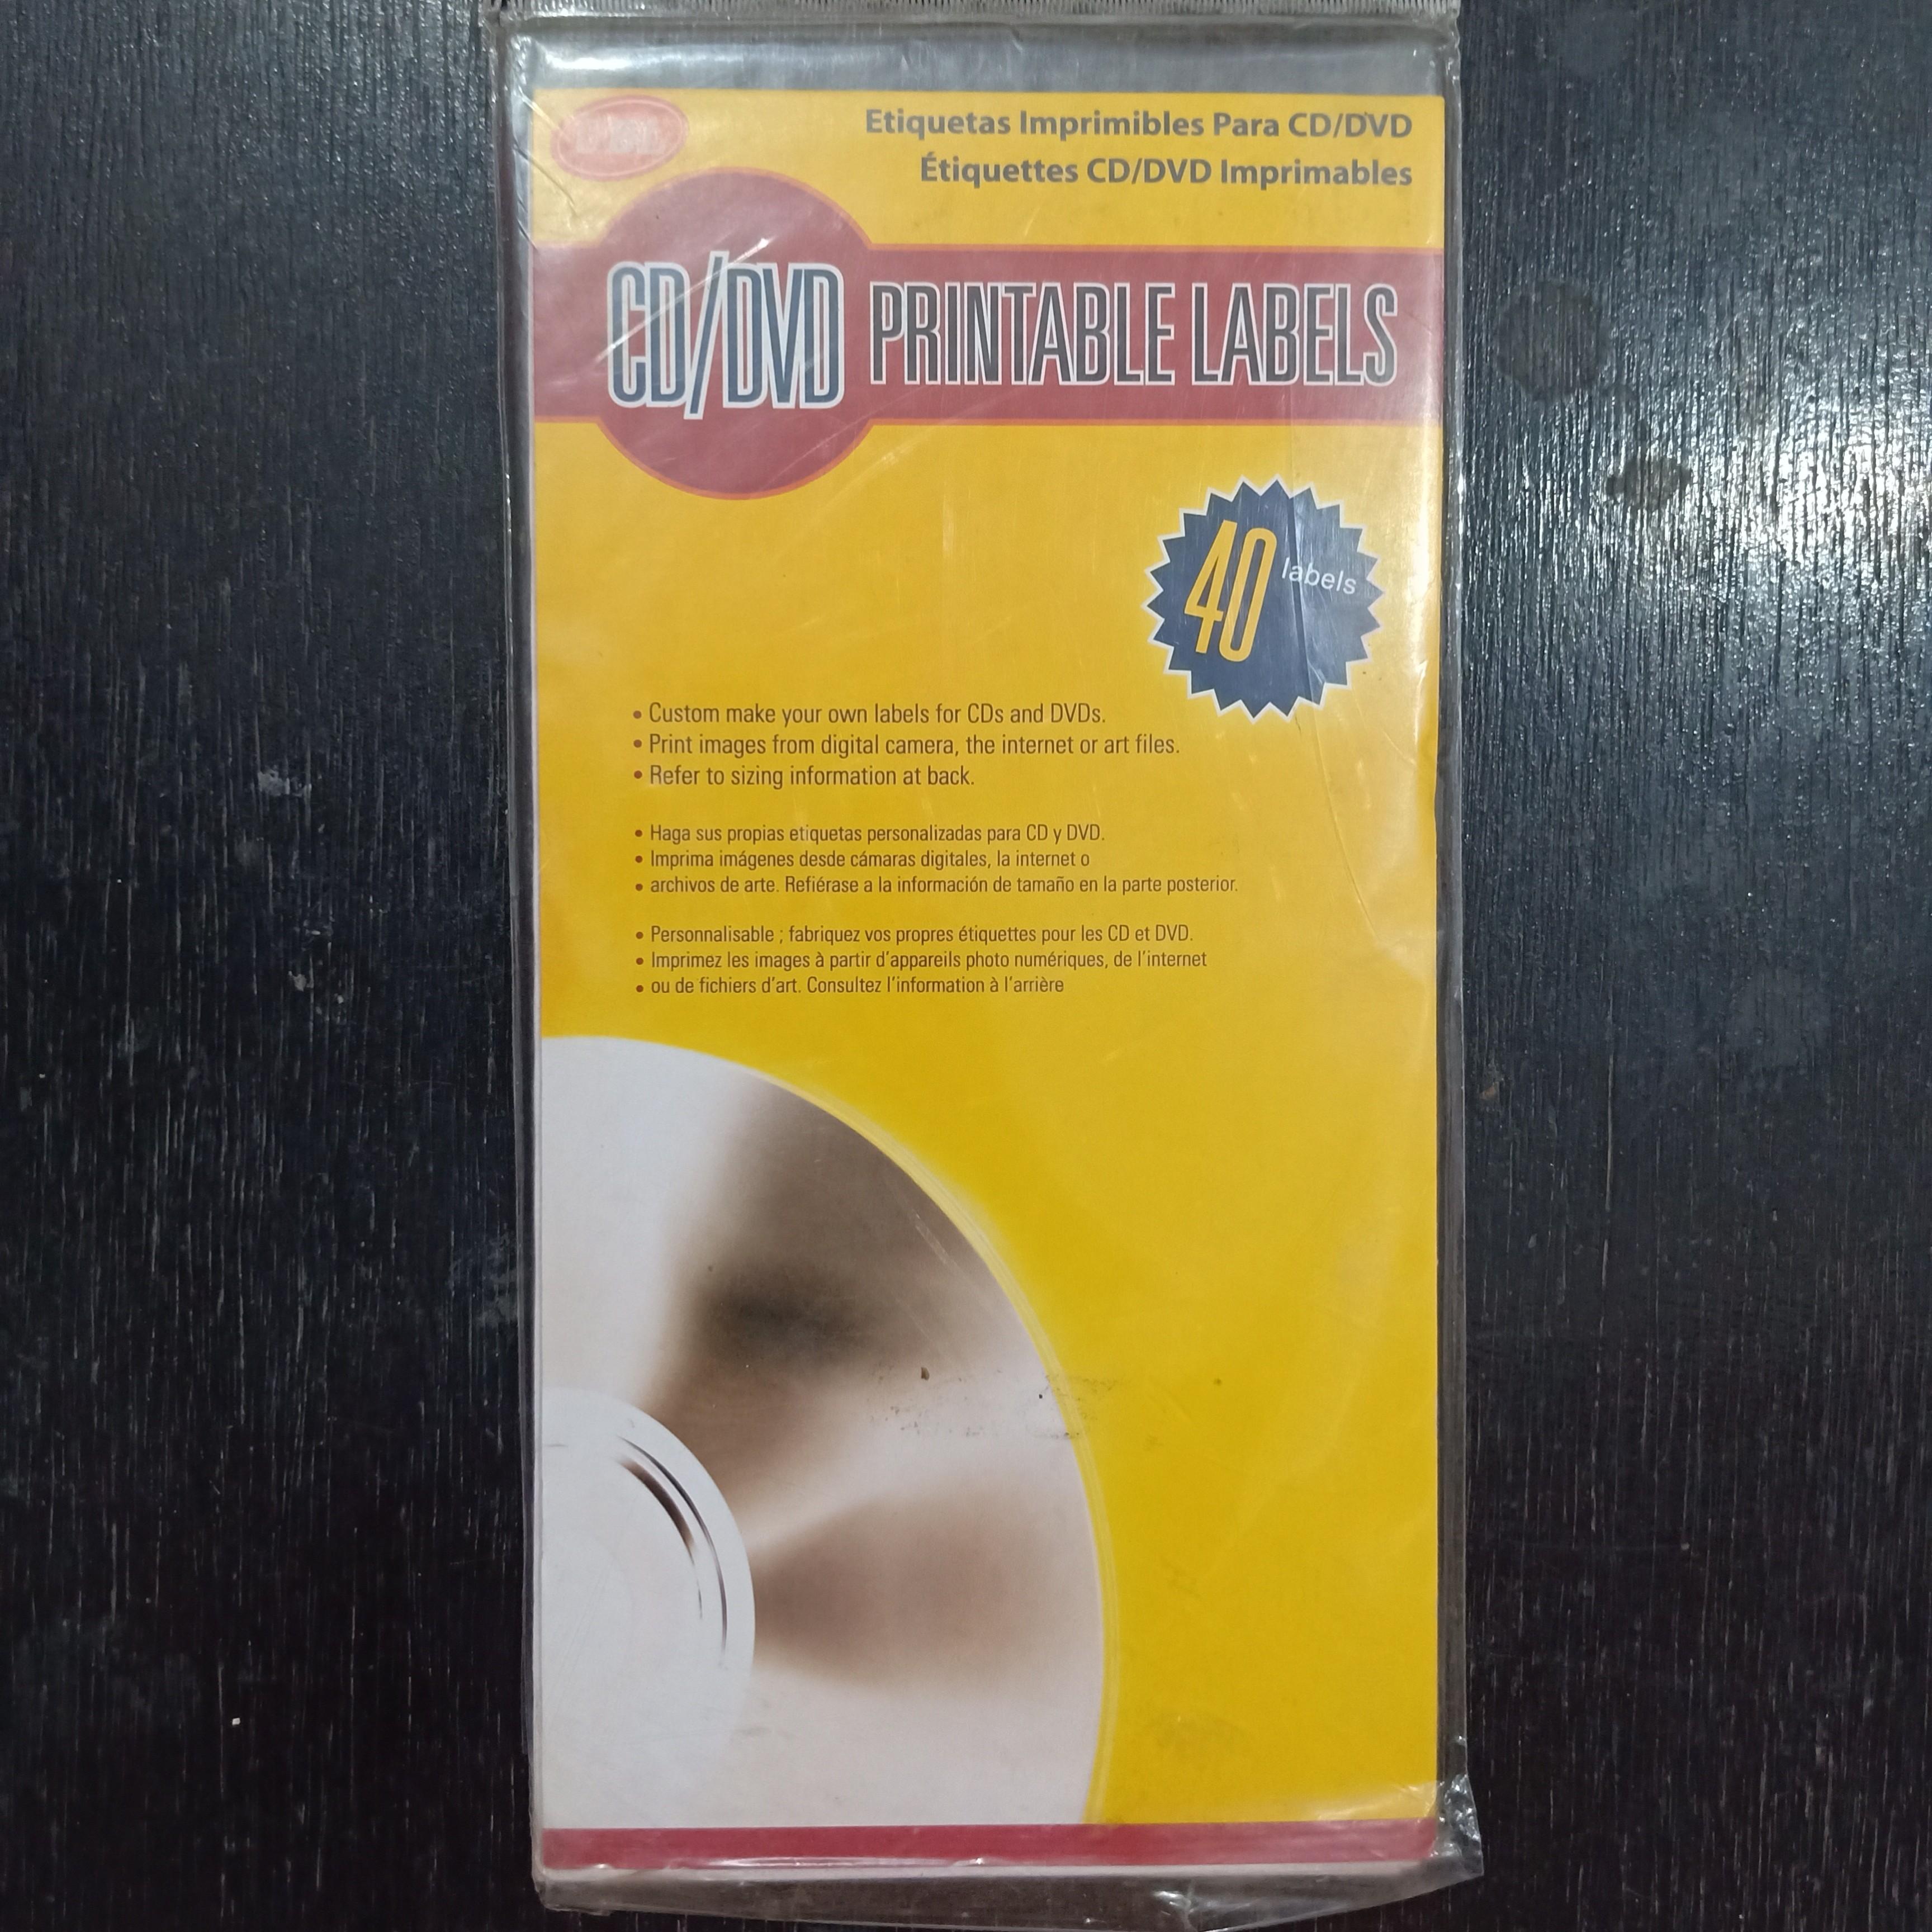 Etiquetas Imprimibles Para CD/DVD
Étiquettes CD/DVD Imprimables
CD/DVD PRINTABLE LABELS
40 labels
• Custom make your own labels for CDs and DVDs.
• Print images from digital camera, the internet or art files.
• Refer to sizing information at back.
• Haga sus propias etiquetas personalizadas para CD y DVD.
• Imprima imágenes desde cámaras digitales, la internet o
• archivos de arte. Refiérase a la información de tamaño en la parte posterior.
• Personnalisable ; fabriquez vos propres étiquettes pour les CD et DVD.
• Imprimez les images à partir d'appareils photo numériques, de l'internet
• ou de fichiers d'art. Consultez l'information à l'arrière